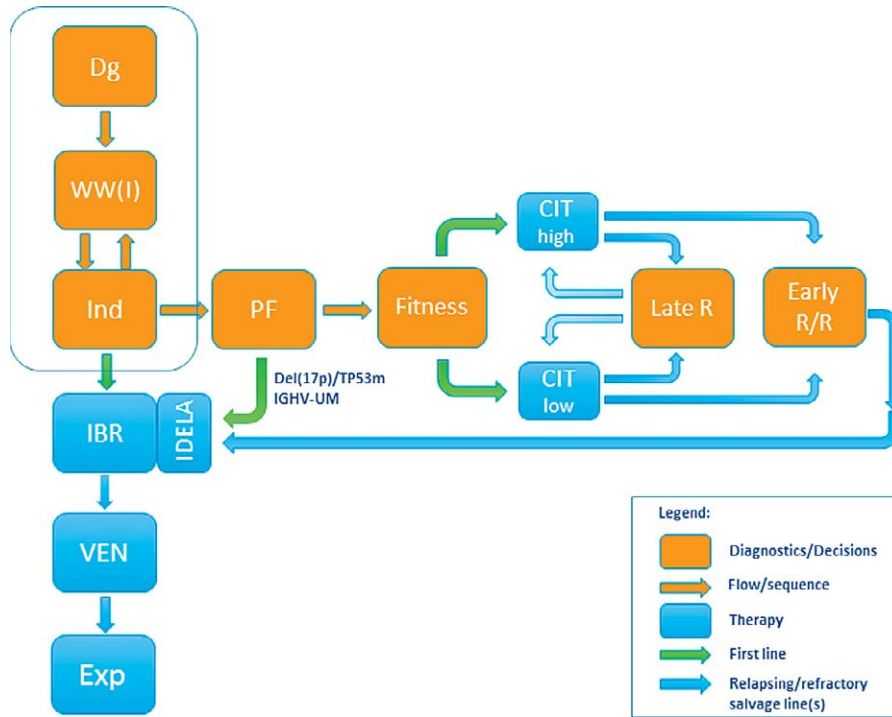 Dg
WW(I)
Ind
PF
Fitness
CIT
high
Late R
Early
R/R
CIT
low
Del(17p)/TP53m
IGHV-UM
IBR
IDELA
VEN
Exp
Legend:
Diagnostics/Decisions
Flow/sequence
Therapy
First line
Relapsing/refractory
salvage line(s)